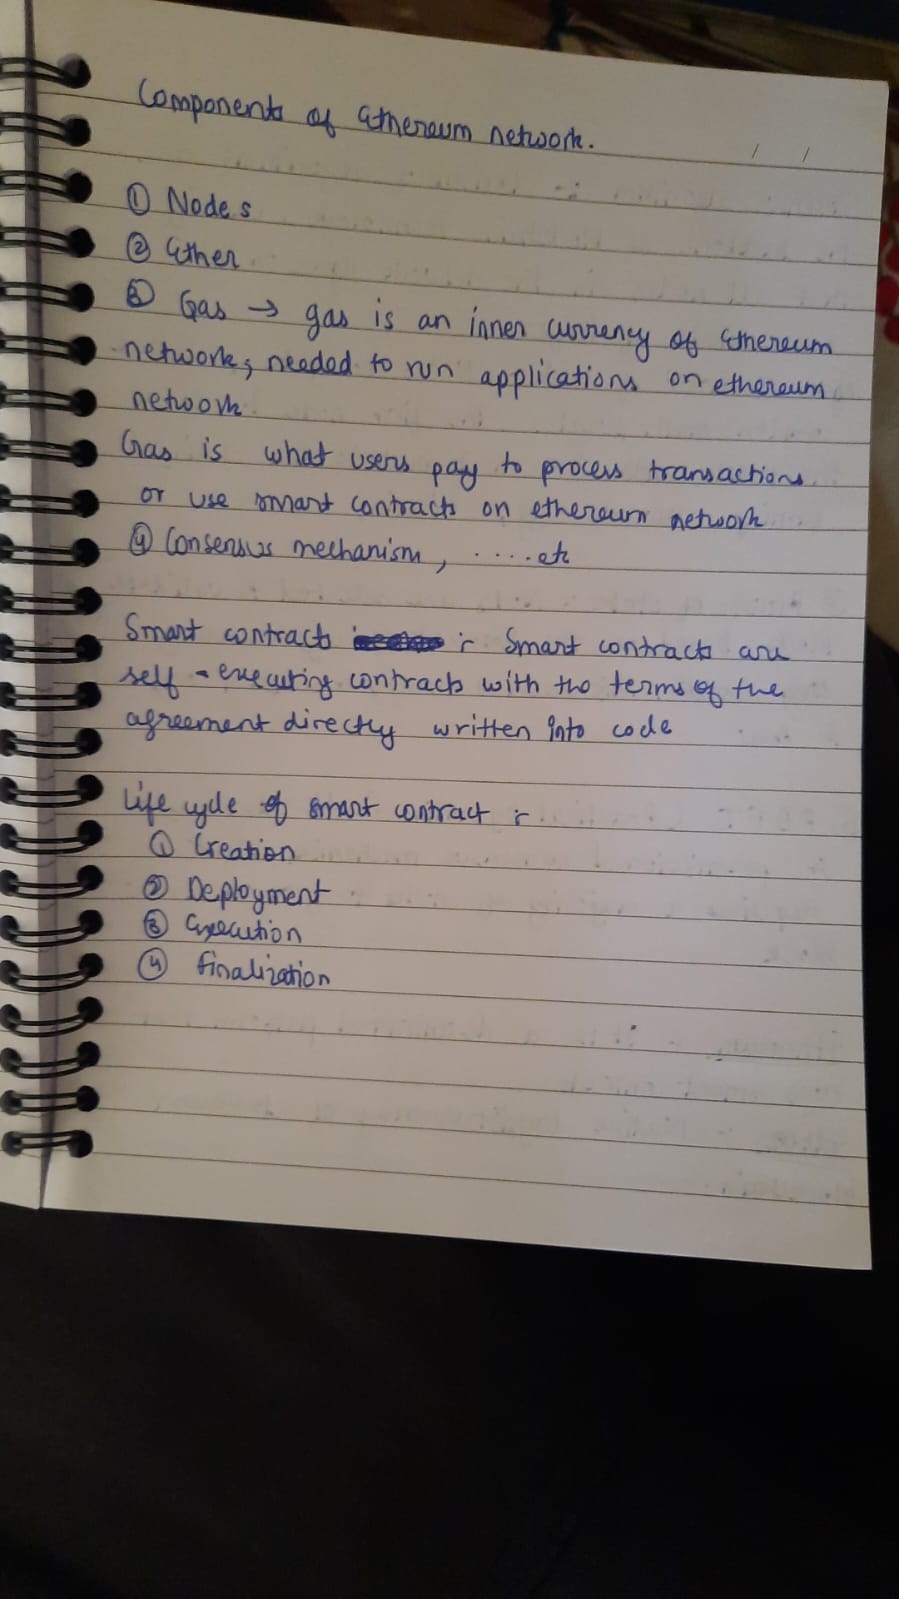 Components of Ethereum network.
/ /
① Nodes
② Ether
③ Gas → gas is an inner currency of Ethereum
network; needed to run applications on ethereum
network
Gas is what users pay to process transactions
or use smart contracts on ethereum network
④ Consensus mechanism, .....etc
Smart contracts :- Smart contracts are
self-executing contracts with the terms of the
agreement directly written into code
Life cycle of smart contract :-
① Creation
② Deployment
③ Execution
④ finalization